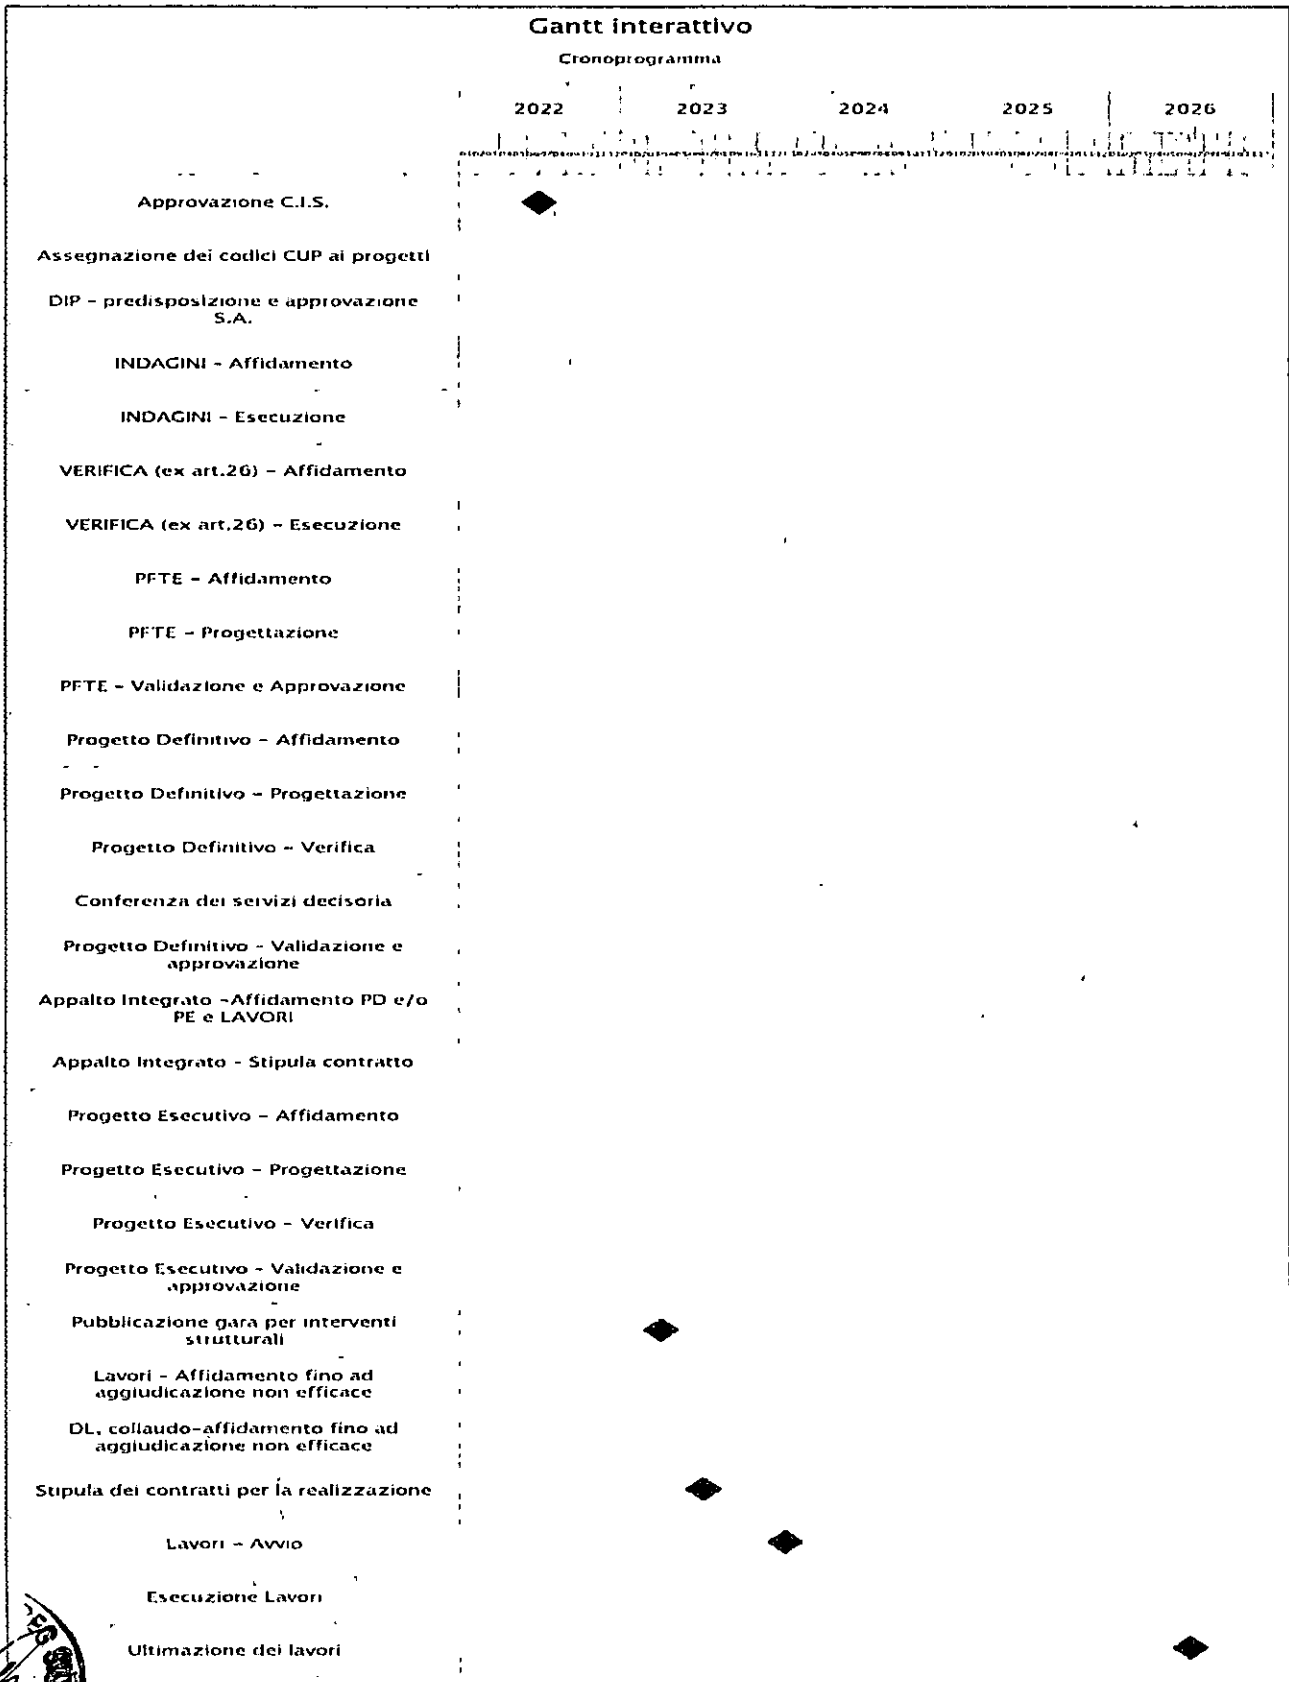 Gantt interattivo
Cronoprogramma
2022 2023 2024 2025 2026
Approvazione C.I.S.
Assegnazione dei codici CUP ai progetti
DIP – predisposizione e approvazione
S.A.
INDAGINI – Affidamento
INDAGINI – Esecuzione
VERIFICA (ex art.26) – Affidamento
VERIFICA (ex art.26) – Esecuzione
PFTE – Affidamento
PFTE – Progettazione
PFTE – Validazione e Approvazione
Progetto Definitivo – Affidamento
Progetto Definitivo – Progettazione
Progetto Definitivo – Verifica
Conferenza dei servizi decisoria
Progetto Definitivo – Validazione e
approvazione
Appalto Integrato –Affidamento PD e/o
PE e LAVORI
Appalto Integrato – Stipula contratto
Progetto Esecutivo – Affidamento
Progetto Esecutivo – Progettazione
Progetto Esecutivo – Verifica
Progetto Esecutivo – Validazione e
approvazione
Pubblicazione gara per interventi
strutturali
Lavori – Affidamento fino ad
aggiudicazione non efficace
DL, collaudo–affidamento fino ad
aggiudicazione non efficace
Stipula dei contratti per la realizzazione
Lavori – Avvio
Esecuzione Lavori
Ultimazione dei lavori